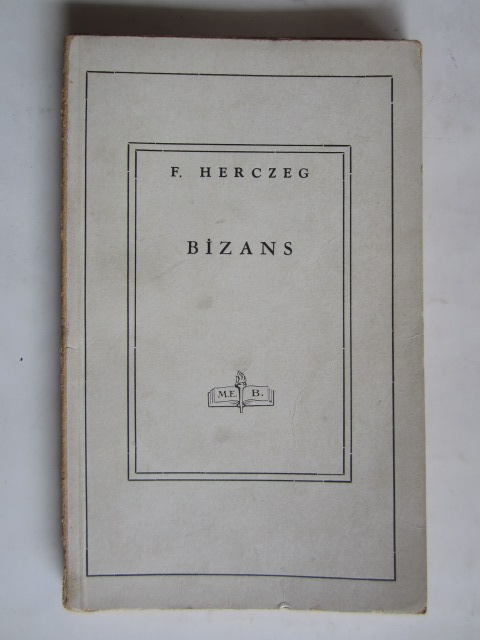 F. HERCZEG
BİZANS
M.E. B.